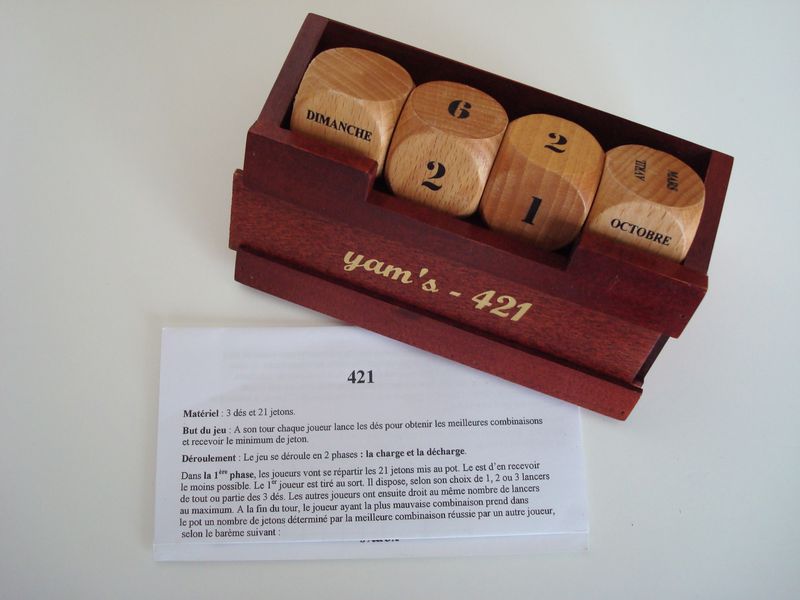 DIMANCHE
6
2
2
1
AVRIL
MARS
OCTOBRE
yam's - 421
421
Matériel : 3 dés et 21 jetons.
But du jeu : A son tour chaque joueur lance les dés pour obtenir les meilleures combinaisons
et recevoir le minimum de jeton.
Déroulement : Le jeu se déroule en 2 phases : la charge et la décharge.
Dans la 1ère phase, les joueurs vont se répartir les 21 jetons mis au pot. Le est d'en recevoir
le moins possible. Le 1er joueur est tiré au sort. Il dispose, selon son choix de 1, 2 ou 3 lancers
de tout ou partie des 3 dés. Les autres joueurs ont ensuite droit au même nombre de lancers
au maximum. A la fin du tour, le joueur ayant la plus mauvaise combinaison prend dans
le pot un nombre de jetons déterminé par la meilleure combinaison réussie par un autre joueur,
selon le barème suivant :